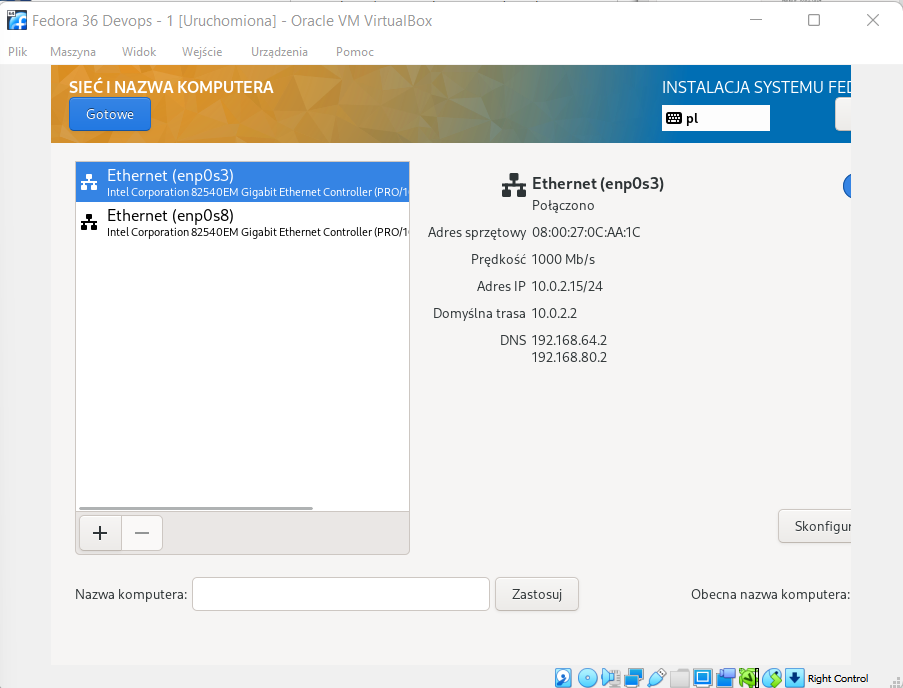 Fedora 36 Devops - 1 [Uruchomiona] - Oracle VM VirtualBox
Plik Maszyna Widok Wejście Urządzenia Pomoc
SIEĆ I NAZWA KOMPUTERA
INSTALACJA SYSTEMU FED
Gotowe
pl
Ethernet (enp0s3)
Intel Corporation 82540EM Gigabit Ethernet Controller (PRO/1
Ethernet (enp0s8)
Intel Corporation 82540EM Gigabit Ethernet Controller (PRO/1
Ethernet (enp0s3)
Połączono
Adres sprzętowy 08:00:27:0C:AA:1C
Prędkość 1000 Mb/s
Adres IP 10.0.2.15/24
Domyślna trasa 10.0.2.2
DNS 192.168.64.2
192.168.80.2
Skonfigur
Nazwa komputera:
Zastosuj
Obecna nazwa komputera:
Right Control